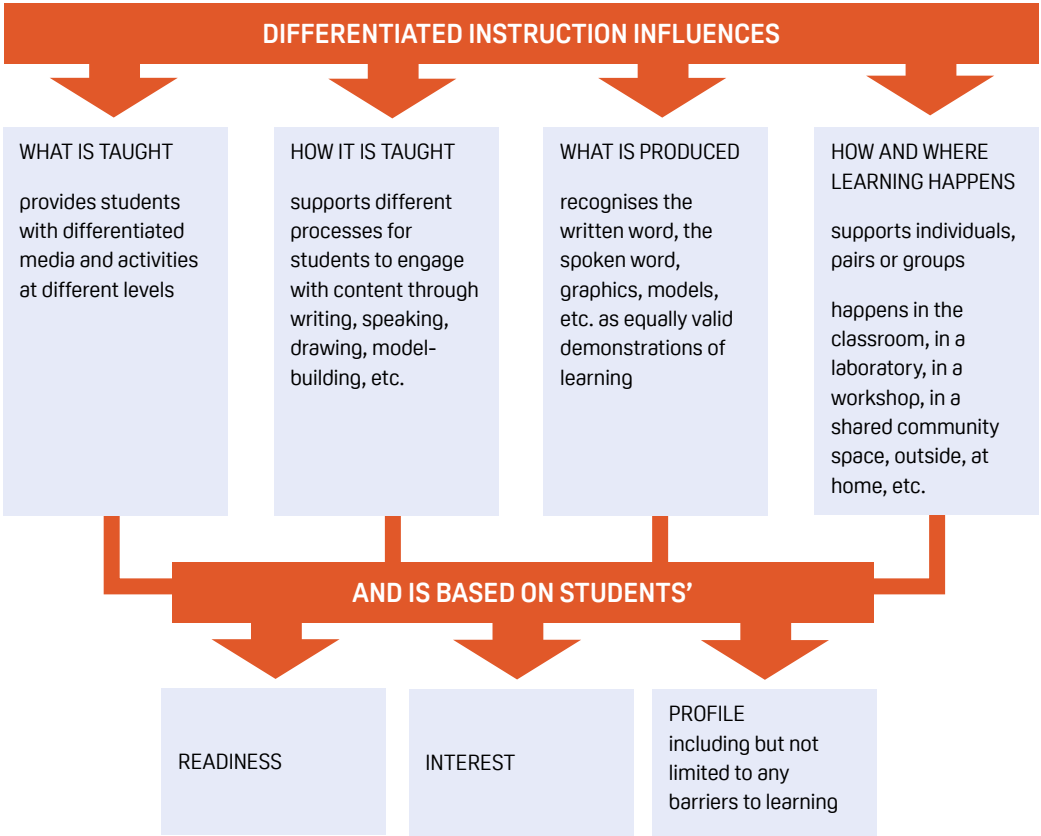 DIFFERENTIATED INSTRUCTION INFLUENCES
WHAT IS TAUGHT
provides students
with differentiated
media and activities
at different levels
HOW IT IS TAUGHT
supports different
processes for
students to engage
with content through
writing, speaking,
drawing, model-
building, etc.
WHAT IS PRODUCED
recognises the
written word, the
spoken word,
graphics, models,
etc. as equally valid
demonstrations of
learning
HOW AND WHERE
LEARNING HAPPENS
supports individuals,
pairs or groups
happens in the
classroom, in a
laboratory, in a
workshop, in a
shared community
space, outside, at
home, etc.
AND IS BASED ON STUDENTS’
READINESS
INTEREST
PROFILE
including but not
limited to any
barriers to learning